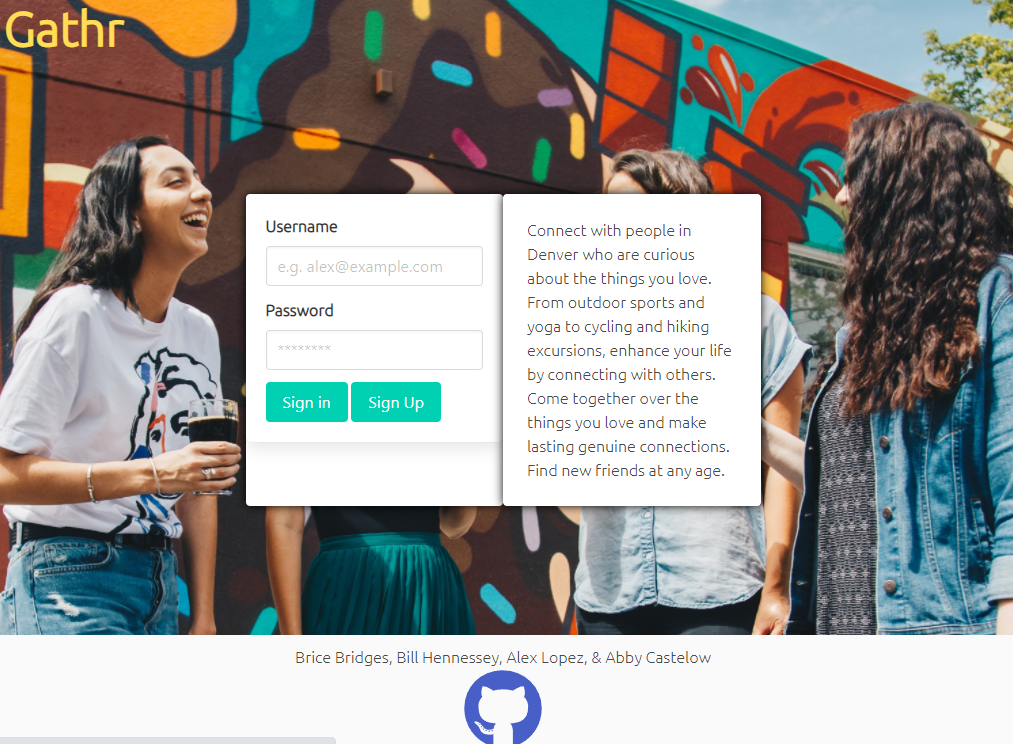 Gathr
Username
e.g. alex@example.com
Password
********
Sign in Sign Up
Connect with people in
Denver who are curious
about the things you love.
From outdoor sports and
yoga to cycling and hiking
excursions, enhance your life
by connecting with others.
Come together over the
things you love and make
lasting genuine connections.
Find new friends at any age.
Brice Bridges, Bill Hennessey, Alex Lopez, & Abby Castelow